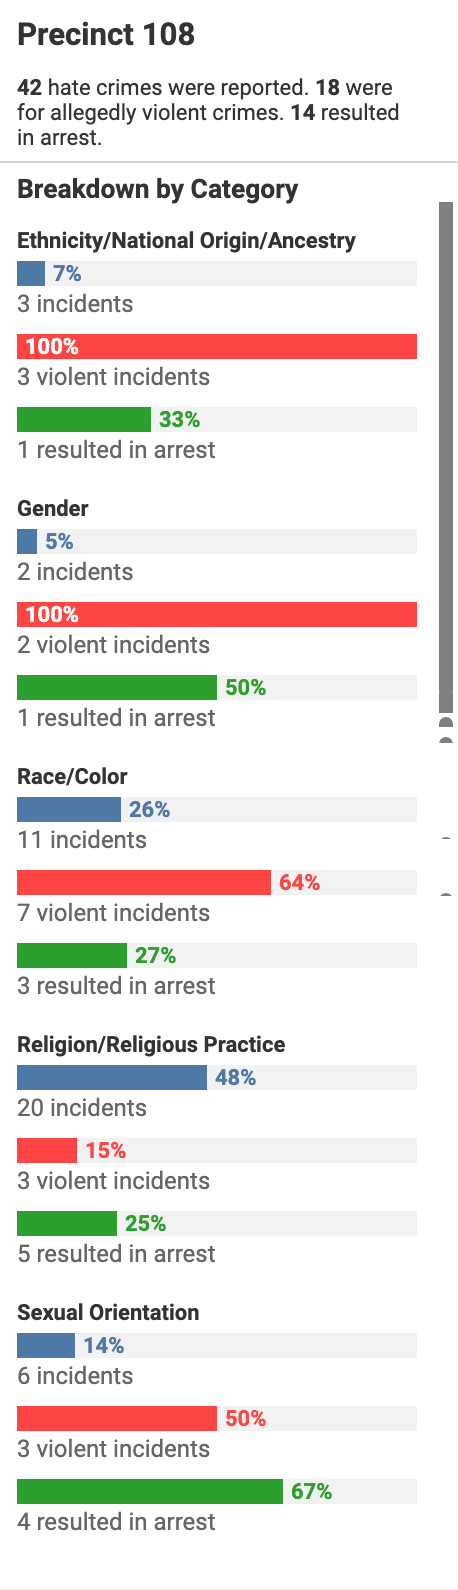 Precinct 108
42 hate crimes were reported. 18 were
for allegedly violent crimes. 14 resulted
in arrest.
Breakdown by Category
Ethnicity/National Origin/Ancestry
7%
3 incidents
100%
3 violent incidents
33%
1 resulted in arrest
Gender
5%
2 incidents
100%
2 violent incidents
50%
1 resulted in arrest
Race/Color
26%
11 incidents
64%
7 violent incidents
27%
3 resulted in arrest
Religion/Religious Practice
48%
20 incidents
15%
3 violent incidents
25%
5 resulted in arrest
Sexual Orientation
14%
6 incidents
50%
3 violent incidents
67%
4 resulted in arrest